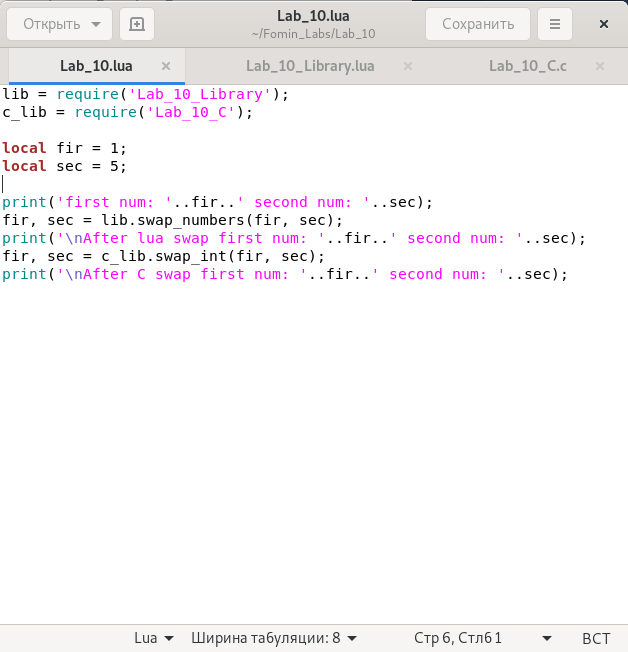 Открыть
Lab_10.lua
~/Fomin_Labs/Lab_10
Сохранить
Lab_10.lua
Lab_10_Library.lua
Lab_10_C.c
lib = require('Lab_10_Library');
c_lib = require('Lab_10_C');
local fir = 1;
local sec = 5;
print('first num: '..fir..' second num: '..sec);
fir, sec = lib.swap_numbers(fir, sec);
print('\nAfter lua swap first num: '..fir..' second num: '..sec);
fir, sec = c_lib.swap_int(fir, sec);
print('\nAfter C swap first num: '..fir..' second num: '..sec);
Lua Ширина табуляции: 8 Стр 6, Стлб 1 ВСТ